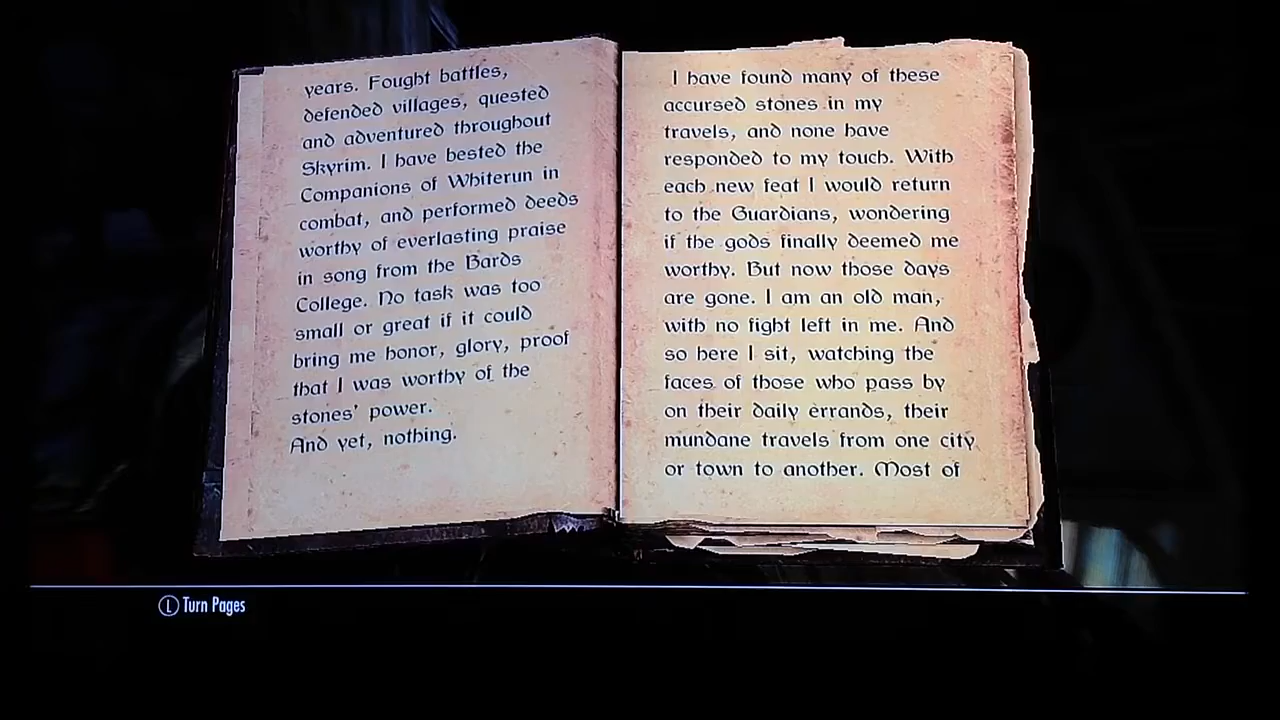 years. Fought battles,
defended villages, quested
and adventured throughout
Skyrim. I have bested the
Companions of Whiterun in
combat, and performed deeds
worthy of everlasting praise
in song from the Bards
College. No task was too
small or great if it could
bring me honor, glory, proof
that I was worthy of the
stones' power.
And yet, nothing.
I have found many of these
accursed stones in my
travels, and none have
responded to my touch. With
each new feat I would return
to the Guardians, wondering
if the gods finally deemed me
worthy. But now those days
are gone. I am an old man,
with no fight left in me. And
so here I sit, watching the
faces of those who pass by
on their daily errands, their
mundane travels from one city
or town to another. Most of
L Turn Pages